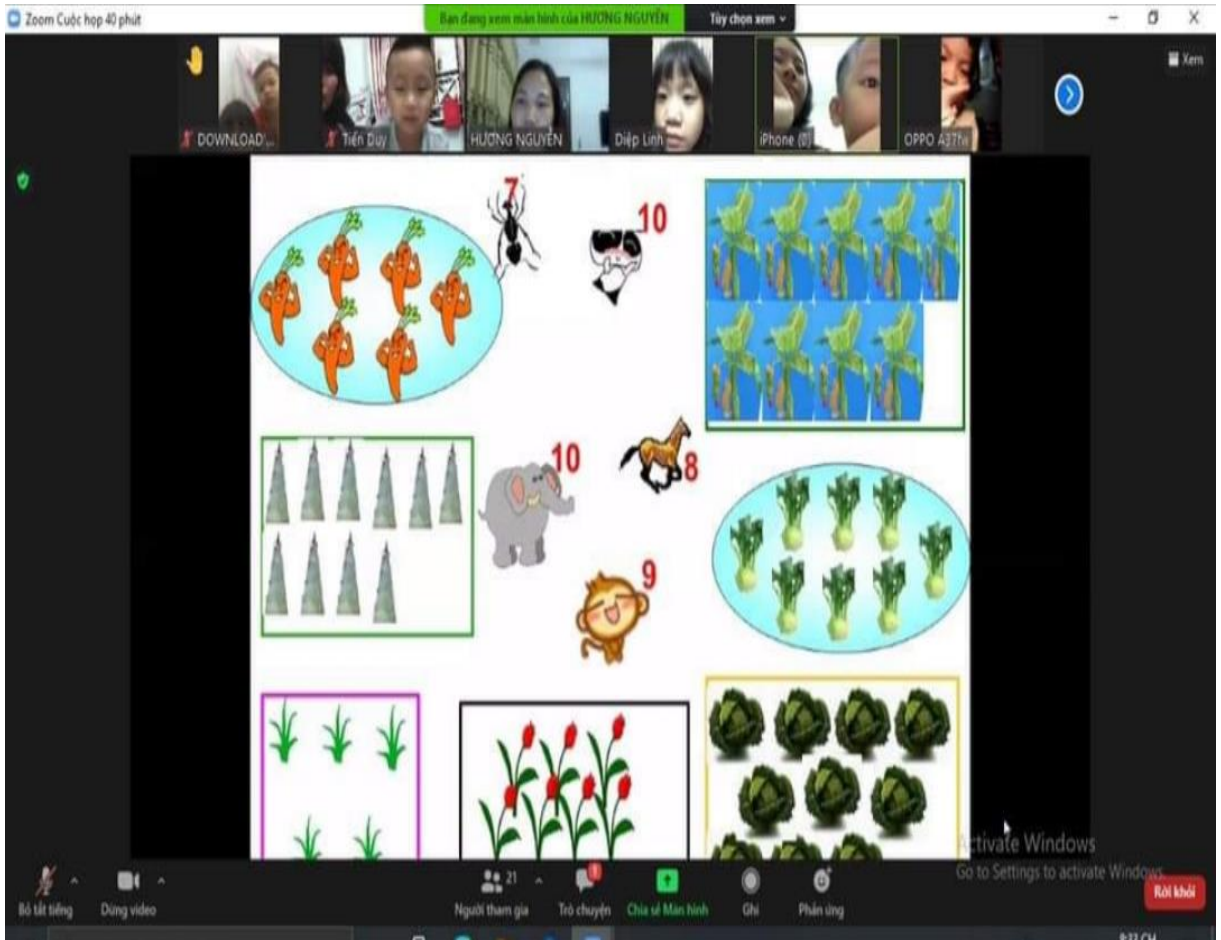 Zoom Cuộc họp 40 phút
Bạn đang xem màn hình của HƯƠNG NGUYỄN
Tùy chọn xem
Xem
DOWNLOAD'...
Tiến Duy
HƯƠNG NGUYỄN
Diệp Linh
iPhone (0)
OPPO A37fw
7
10
10
8
9
Activate Windows
Go to Settings to activate Windows.
Bỏ tắt tiếng
Dừng video
21
Người tham gia
1
Trò chuyện
Chia sẻ Màn hình
Ghi
Phản ứng
Rời khỏi